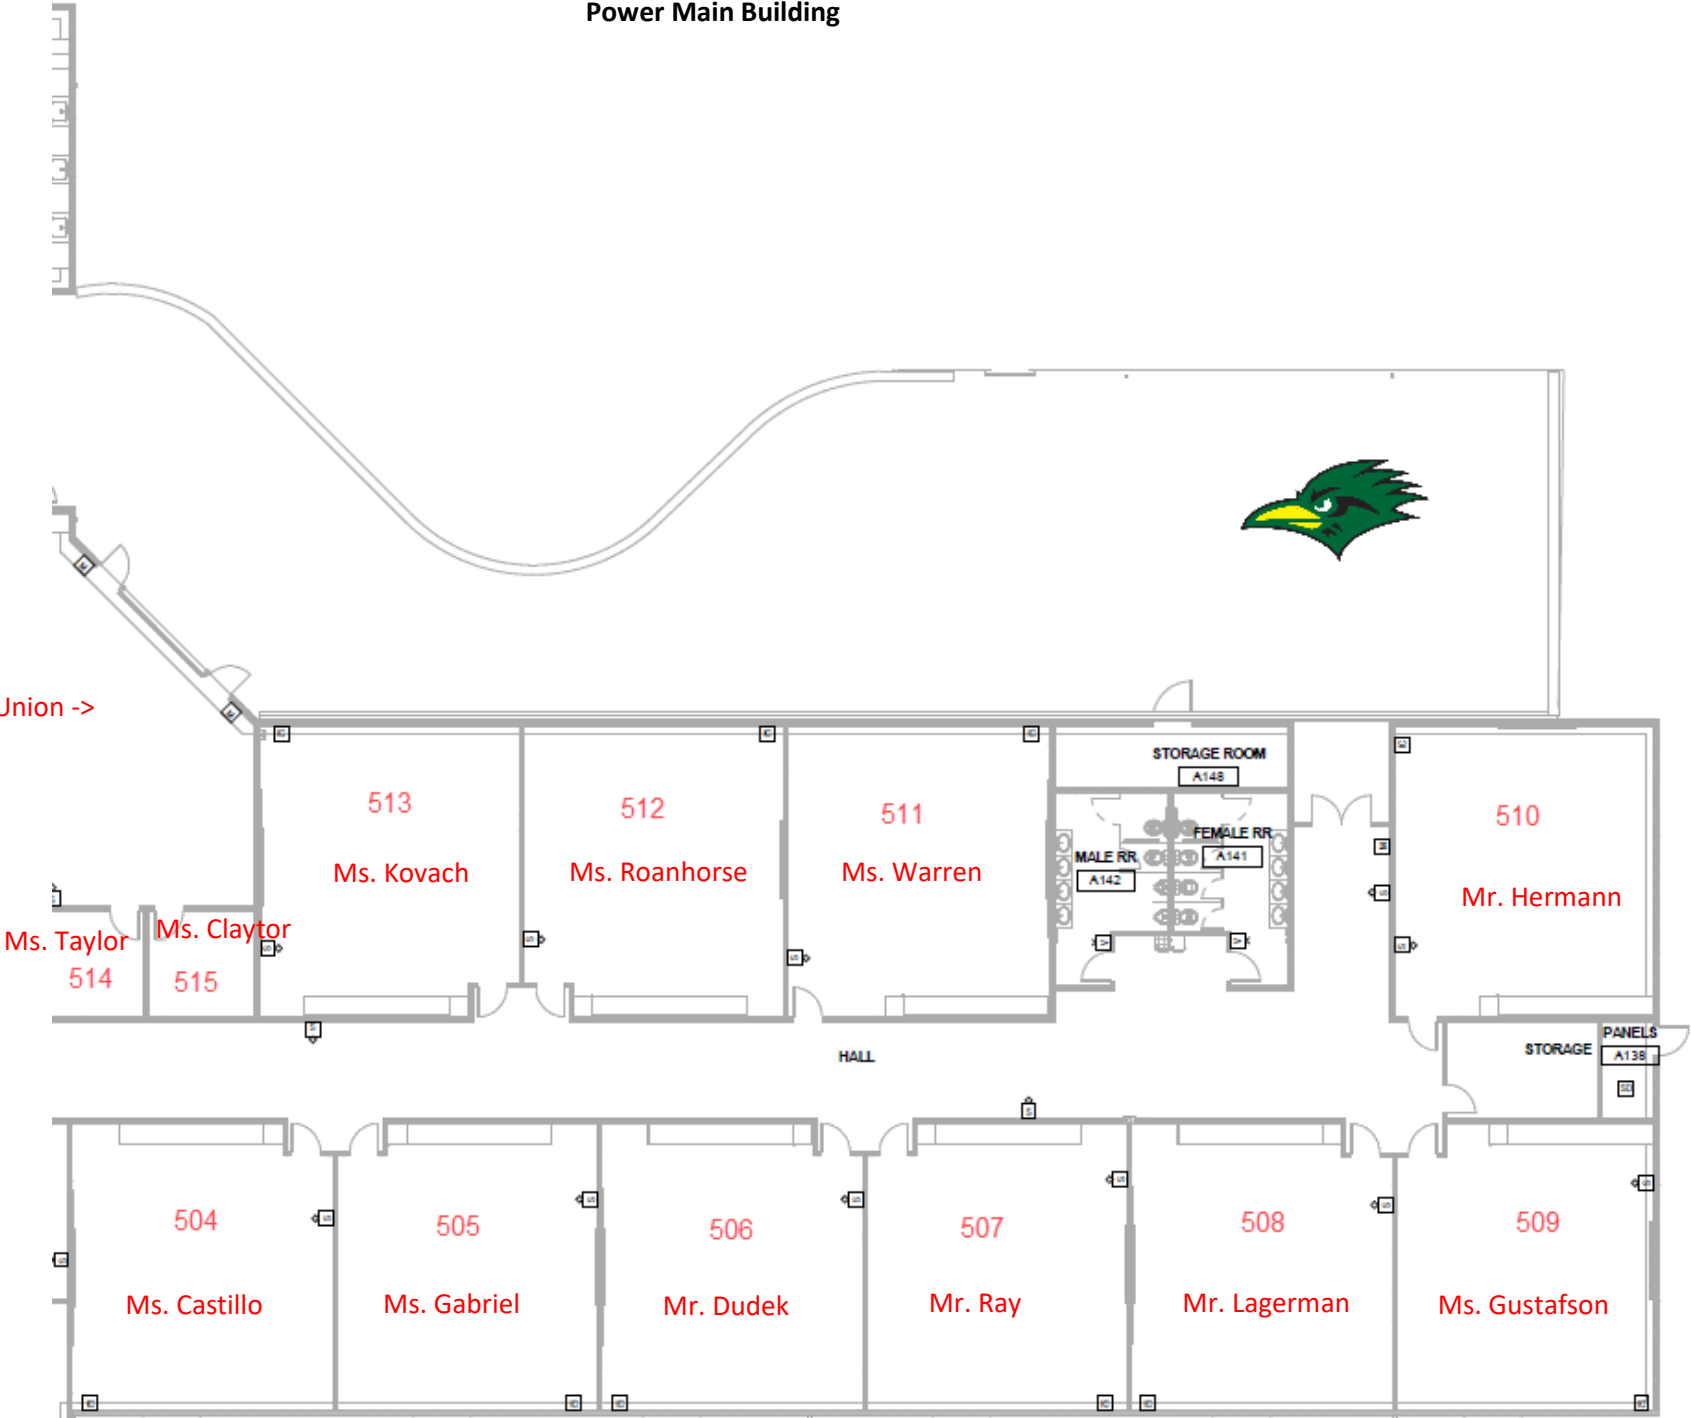 Power Main Building
Union ->
STORAGE ROOM
A148
513
512
511
510
FEMALE RR
A141
MALE RR
A142
Ms. Kovach
Ms. Roanhorse
Ms. Warren
Mr. Hermann
Ms. Taylor
Ms. Claytor
514
515
HALL
STORAGE
PANELS
A138
SD
504
505
506
507
508
509
Ms. Castillo
Ms. Gabriel
Mr. Dudek
Mr. Ray
Mr. Lagerman
Ms. Gustafson